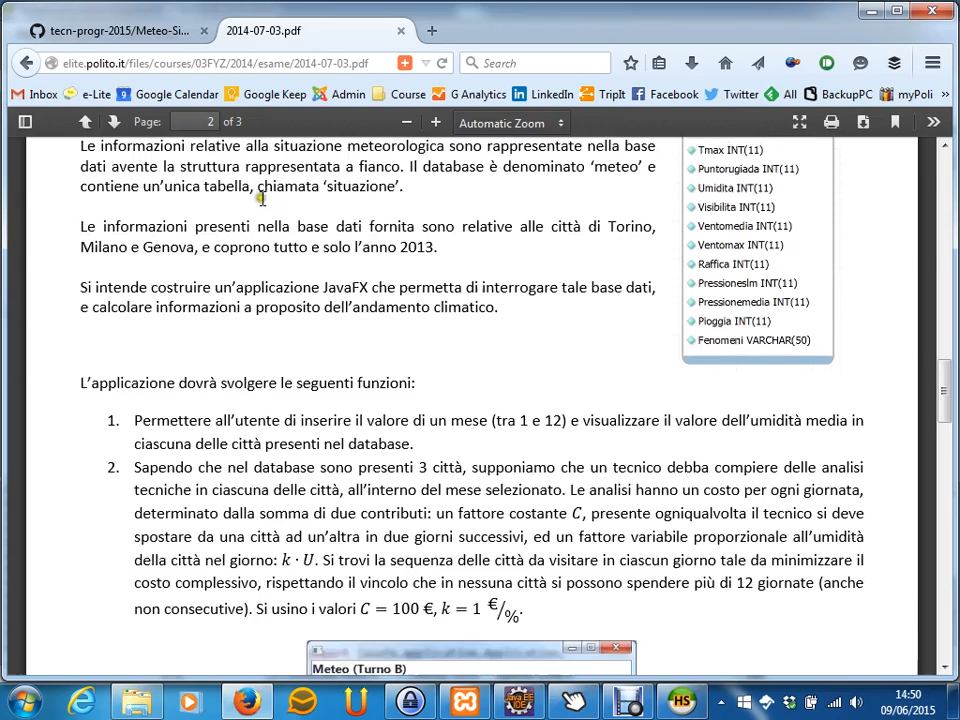 tecn-progr-2015/Meteo-Si...
2014-07-03.pdf
elite.polito.it/files/courses/03FYZ/2014/esame/2014-07-03.pdf
Search
Inbox
e-Lite
9 Google Calendar
Google Keep
Admin
Course
G Analytics
LinkedIn
TripIt
Facebook
Twitter
All
BackupPC
myPoli
Page: 2 of 3
Automatic Zoom
Le informazioni relative alla situazione meteorologica sono rappresentate nella base
dati avente la struttura rappresentata a fianco. Il database è denominato ‘meteo’ e
contiene un’unica tabella, chiamata ‘situazione’.
Le informazioni presenti nella base dati fornita sono relative alle città di Torino,
Milano e Genova, e coprono tutto e solo l’anno 2013.
Si intende costruire un’applicazione JavaFX che permetta di interrogare tale base dati,
e calcolare informazioni a proposito dell’andamento climatico.
Tmax INT(11)
Puntorugiada INT(11)
Umidita INT(11)
Visibilita INT(11)
Ventomedia INT(11)
Ventomax INT(11)
Raffica INT(11)
Pressioneslm INT(11)
Pressionemedia INT(11)
Pioggia INT(11)
Fenomeni VARCHAR(50)
L’applicazione dovrà svolgere le seguenti funzioni:
1. Permettere all’utente di inserire il valore di un mese (tra 1 e 12) e visualizzare il valore dell’umidità media in
ciascuna delle città presenti nel database.
2. Sapendo che nel database sono presenti 3 città, supponiamo che un tecnico debba compiere delle analisi
tecniche in ciascuna delle città, all’interno del mese selezionato. Le analisi hanno un costo per ogni giornata,
determinato dalla somma di due contributi: un fattore costante C, presente ogniqualvolta il tecnico si deve
spostare da una città ad un’altra in due giorni successivi, ed un fattore variabile proporzionale all’umidità
della città nel giorno: k · U. Si trovi la sequenza delle città da visitare in ciascun giorno tale da minimizzare il
costo complessivo, rispettando il vincolo che in nessuna città si possono spendere più di 12 giornate (anche
non consecutive). Si usino i valori C = 100 €, k = 1 €/%.
Meteo (Turno B)
14:50
09/06/2015